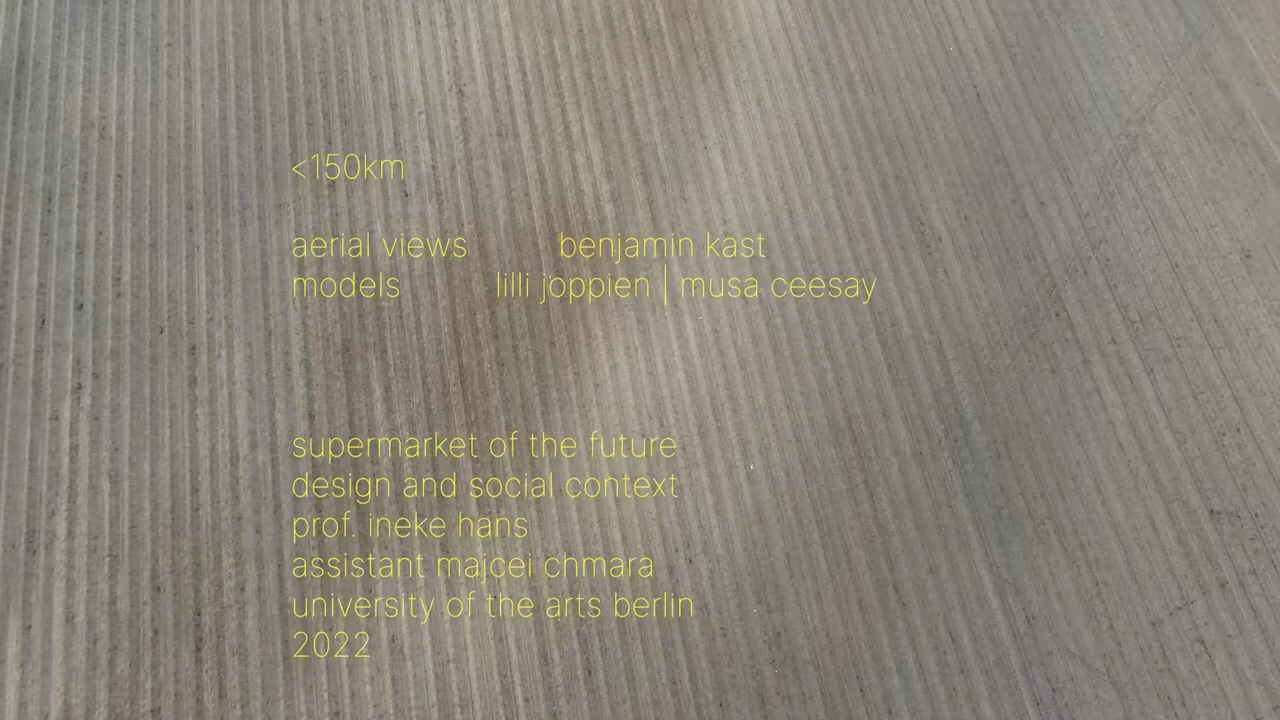 <150km
aerial views benjamin kast
models lilli joppien | musa ceesay
supermarket of the future
design and social context
prof. ineke hans
assistant majcei chmara
university of the arts berlin
2022